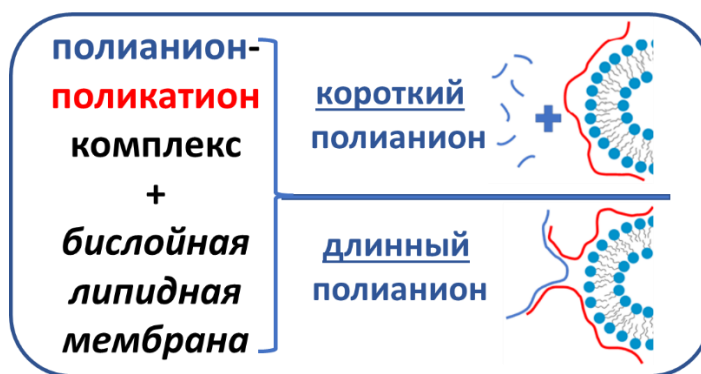 полианион-
поликатион
комплекс
+
бислойная
липидная
мембрана
короткий
полианион
+
длинный
полианион